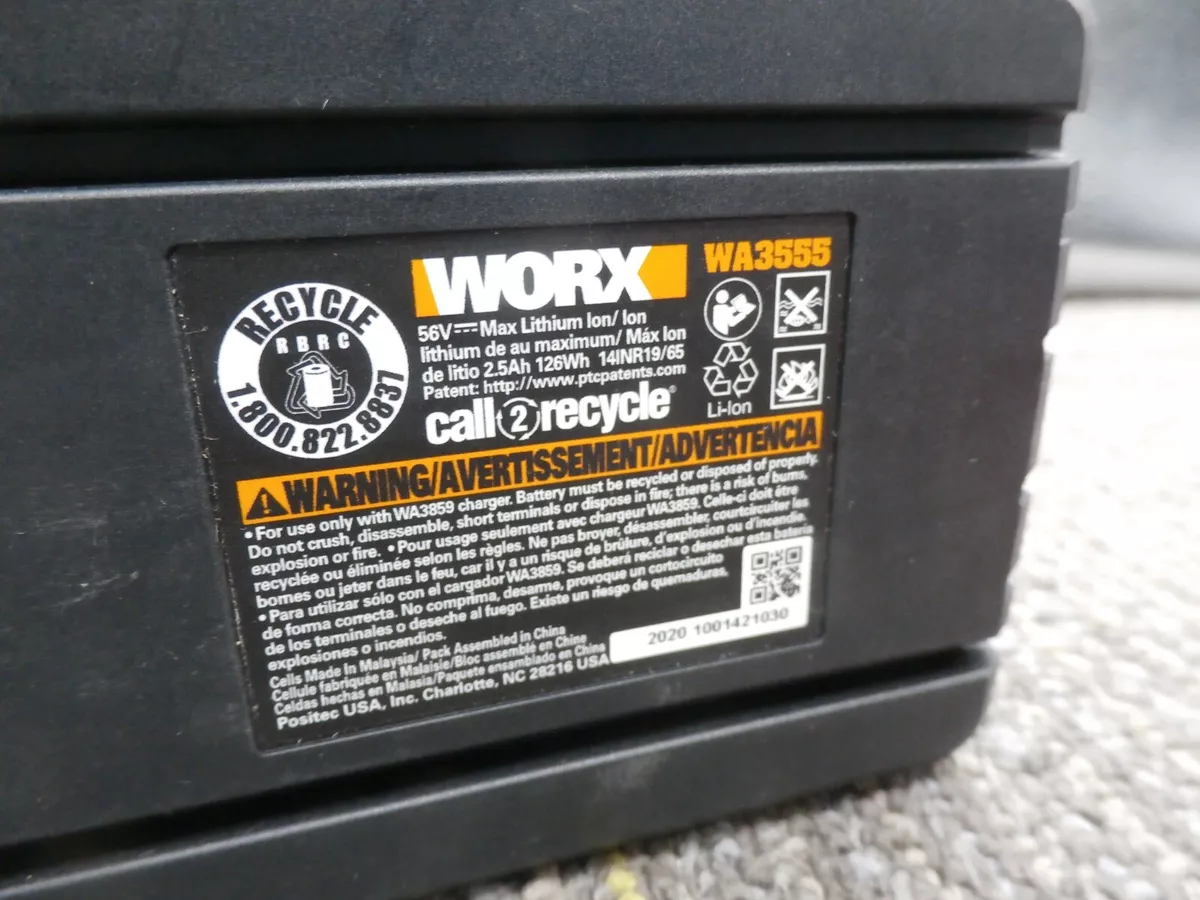 RECYCLE
RBRC
1.800.822.8837
WORX
WA3555
56V Max Lithium Ion/ Ion
lithium de au maximum/ Máx Ion
de litio 2.5Ah 126Wh 14INR19/65
Patent: http://www.ptcpatents.com
call2recycle®
Li-Ion
WARNING/AVERTISSEMENT/ADVERTENCIA
• For use only with WA3859 charger. Battery must be recycled or disposed of properly.
Do not crush, disassemble, short terminals or dispose in fire; there is a risk of burns,
explosion or fire. • Pour usage seulement avec chargeur WA3859. Celle-ci doit être
recyclée ou éliminée selon les règles. Ne pas broyer, désassembler, courtcircuiter les
bornes ou jeter dans le feu, car il y a un risque de brûlure, d'explosion ou d'incendie.
• Para utilizar sólo con el cargador WA3859. Se deberá reciclar o desechar esta batería
de forma correcta. No comprima, desarme, provoque un cortocircuito
de los terminales o deseche al fuego. Existe un riesgo de quemaduras,
explosiones o incendios.
Cells Made In Malaysia/ Pack Assembled in China
Cellule fabriquée en Malaisie/Bloc assemblé en Chine
Celdas hechas en Malasia/Paquete ensamblado en China
Positec USA, Inc. Charlotte, NC 28216 USA
2020 1001421030